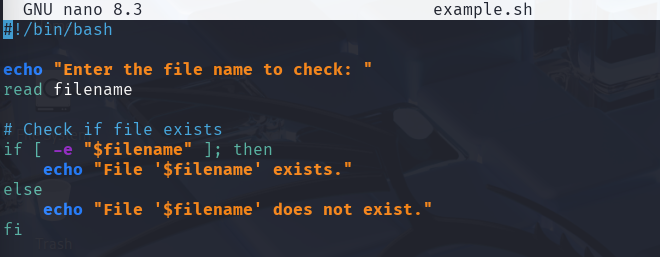 GNU nano 8.3 example.sh
#!/bin/bash
echo "Enter the file name to check: "
read filename
# Check if file exists
if [ -e "$filename" ]; then
    echo "File '$filename' exists."
else
    echo "File '$filename' does not exist."
fi
Trash